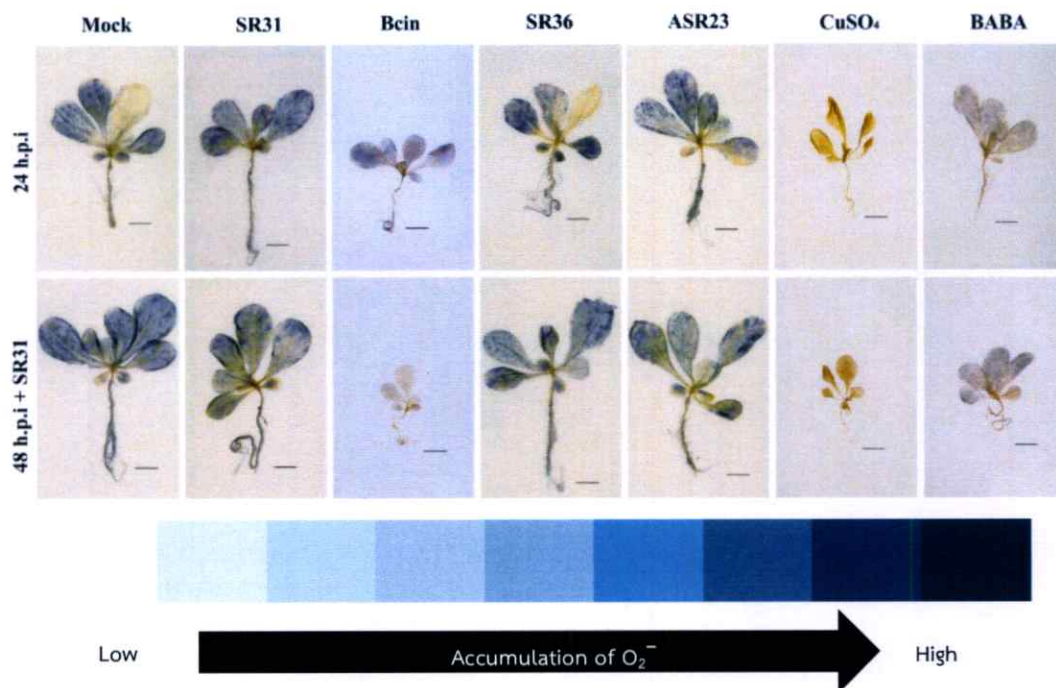 Mock SR31 Bcin SR36 ASR23 CuSO₄ BABA
24 h.p.i
48 h.p.i + SR31
Low Accumulation of O₂⁻ High